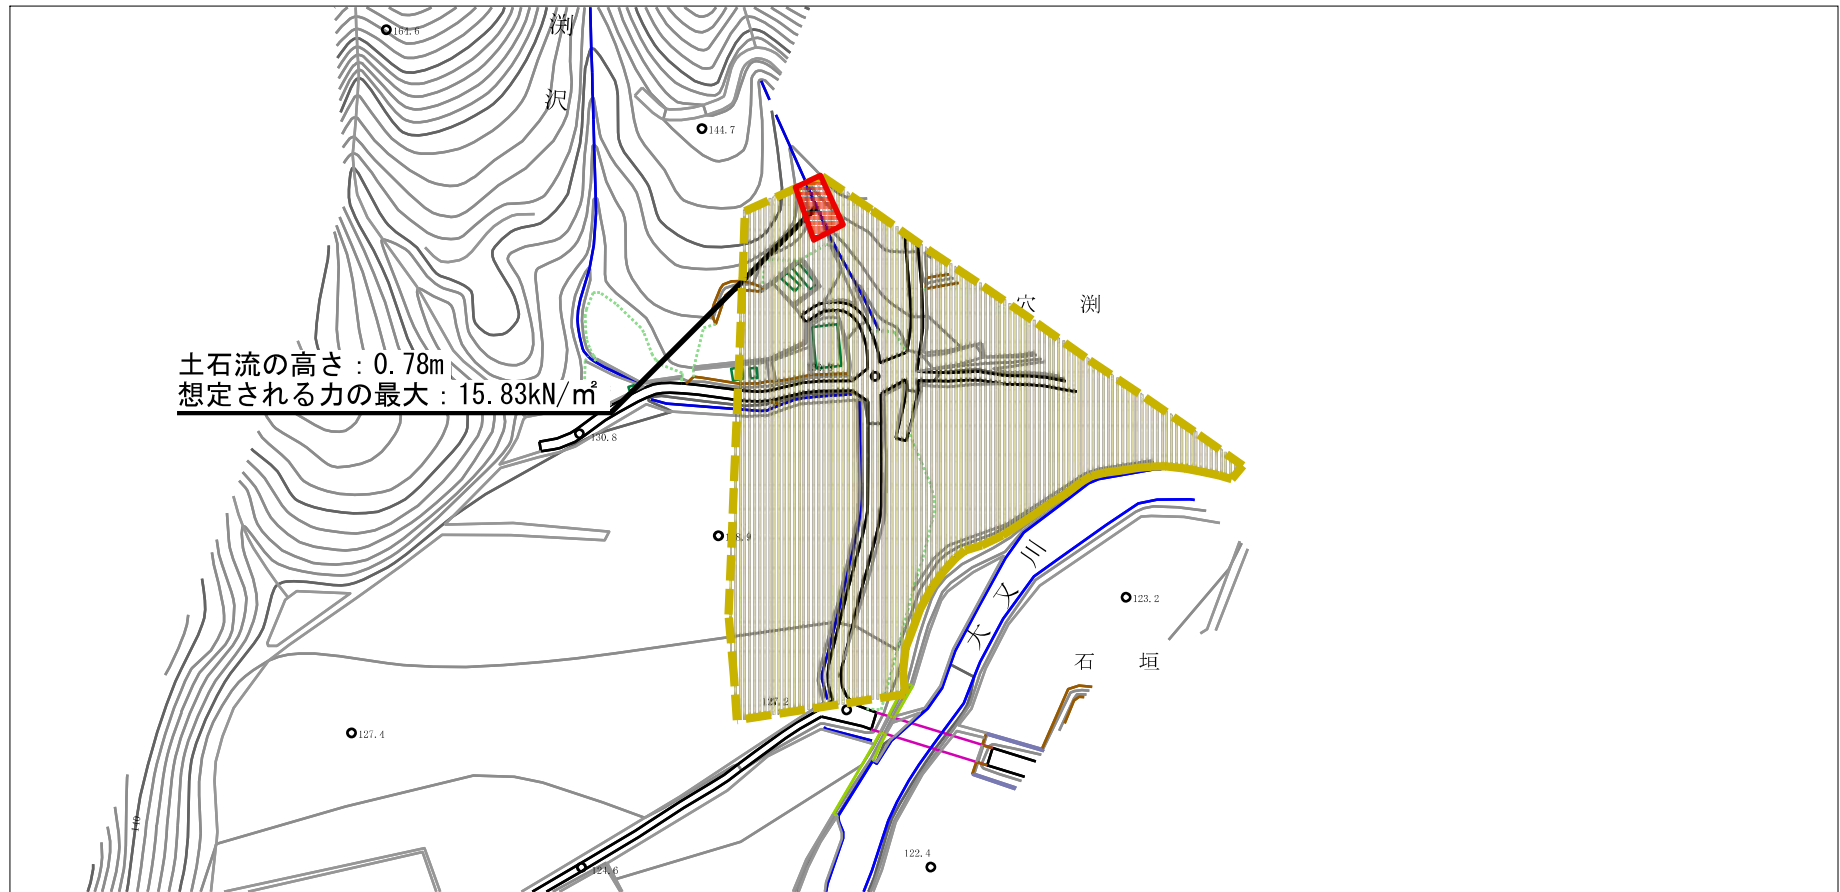 渕
沢
164.6
144.7
穴 渕
土石流の高さ：0.78m
想定される力の最大：15.83kN/㎡
130.8
大又川
123.2
石 垣
127.2
127.4
140
122.4
124.6